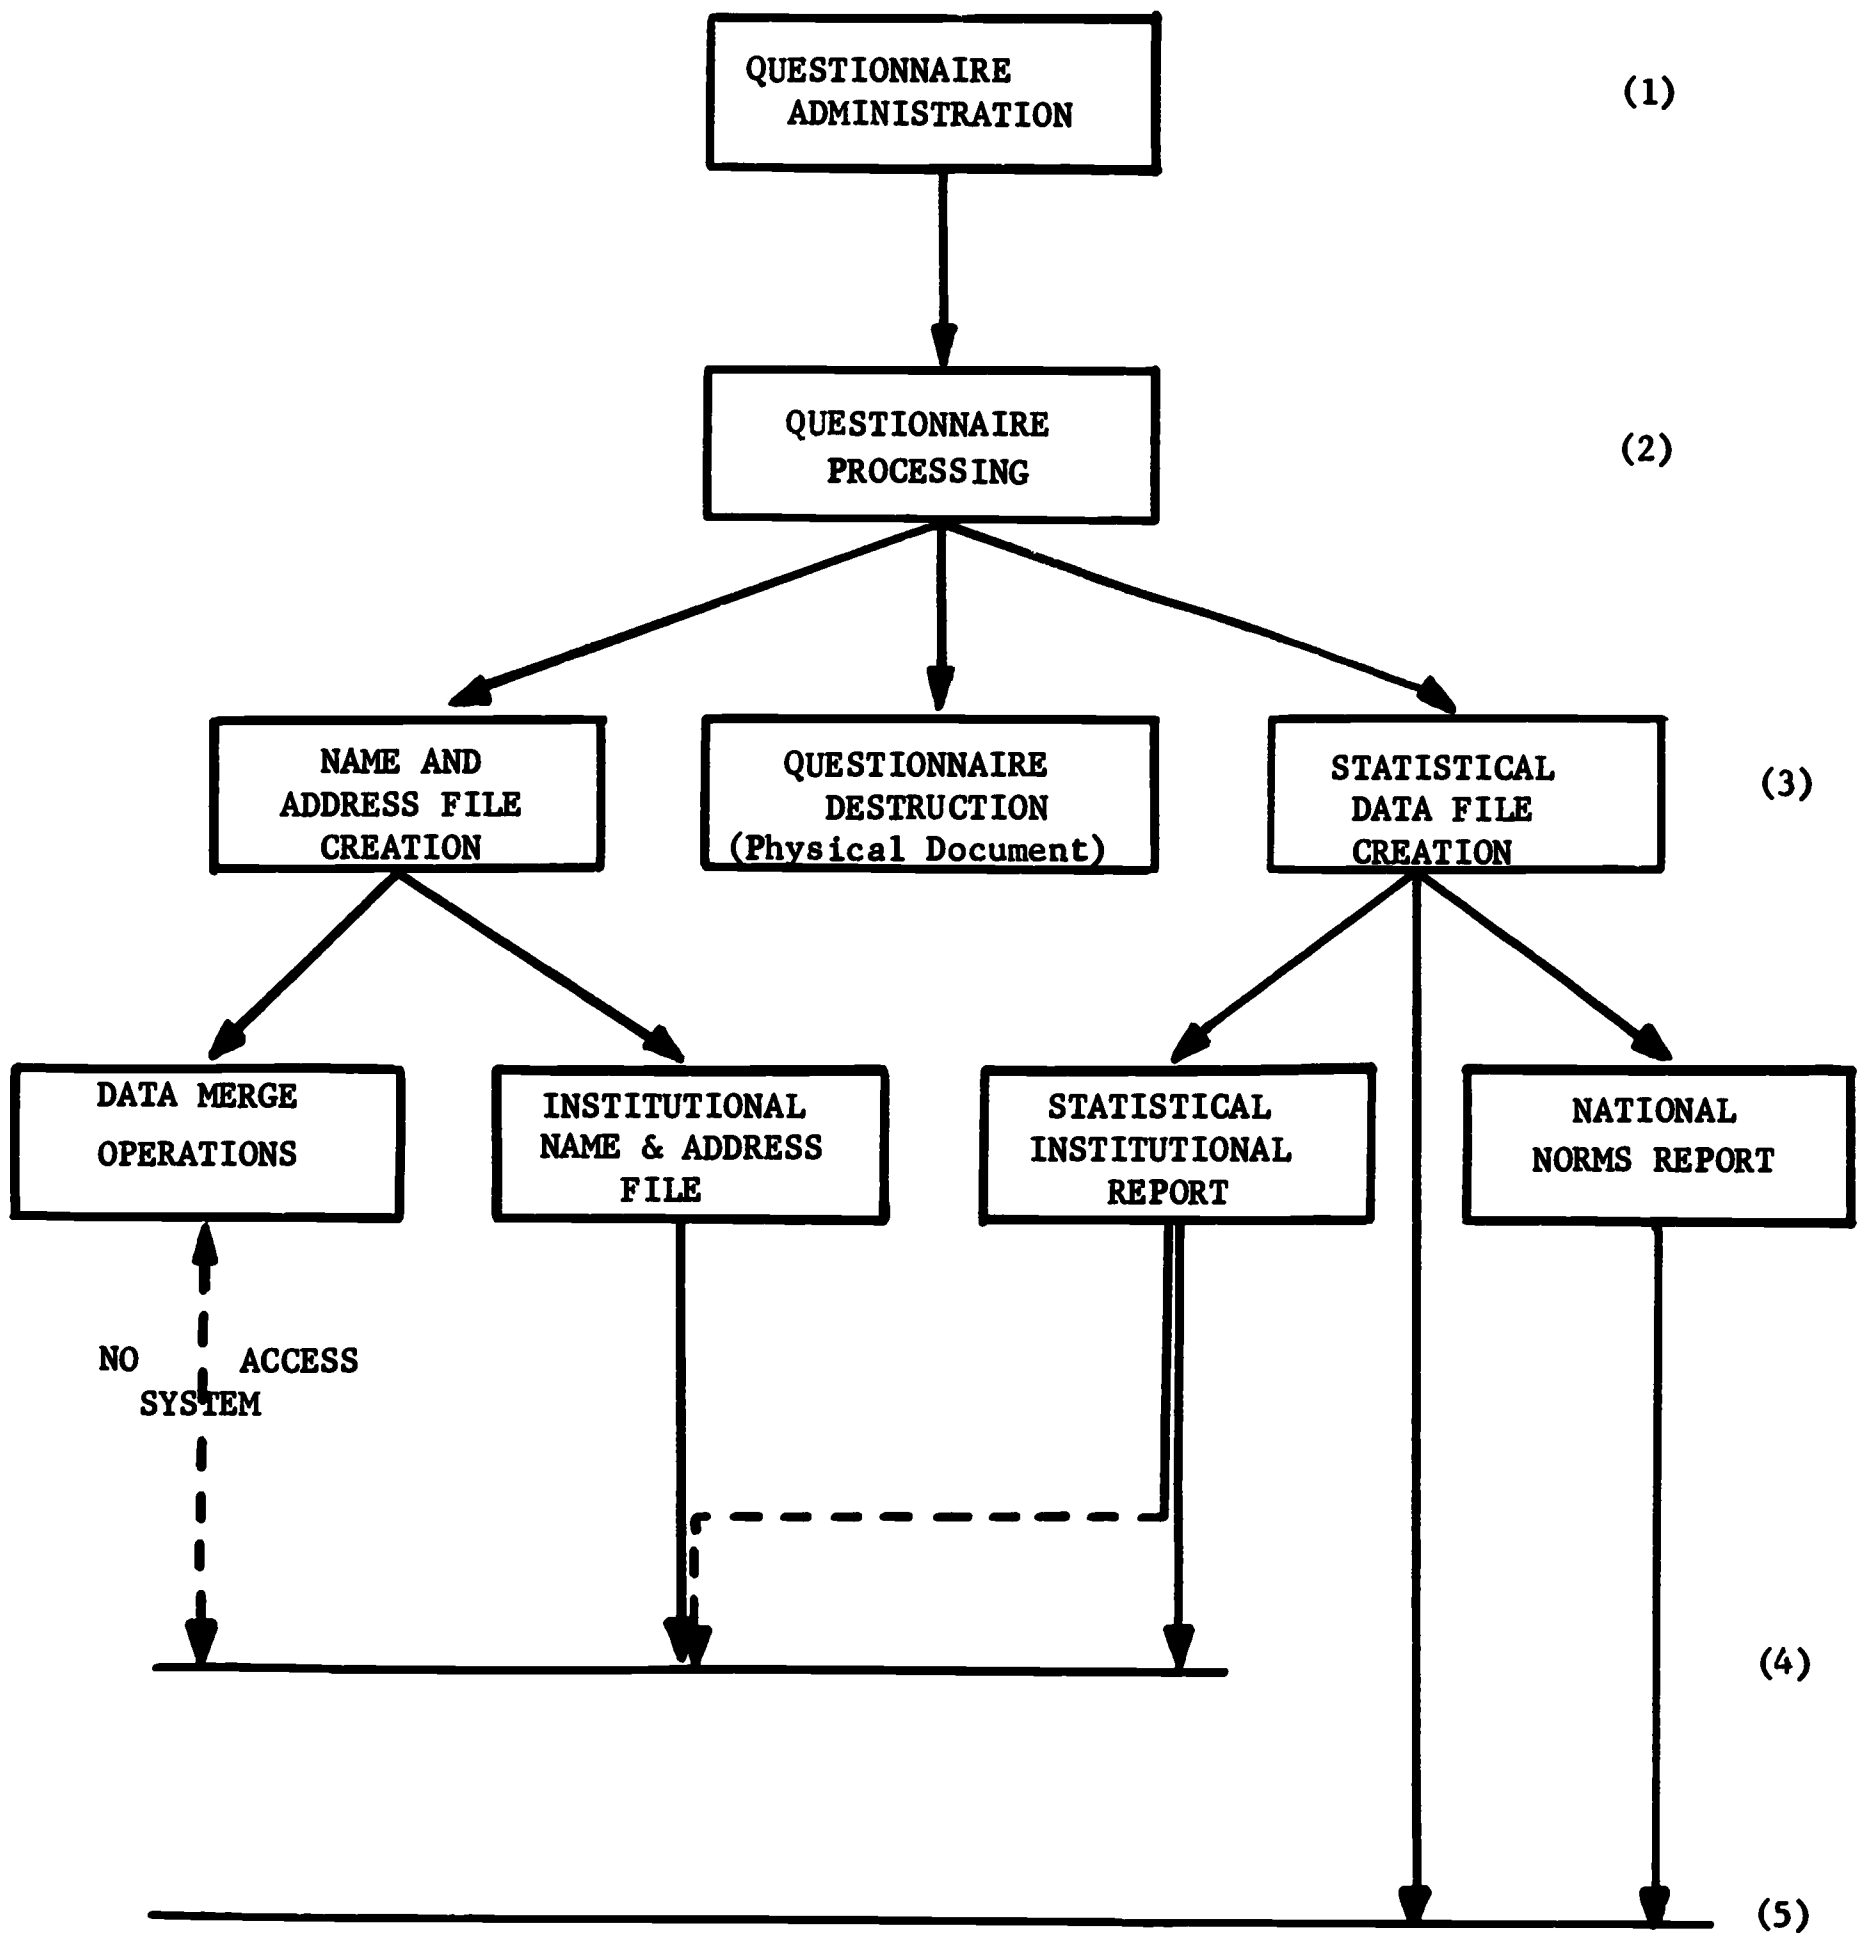 QUESTIONNAIRE
ADMINISTRATION
(1)
QUESTIONNAIRE
PROCESSING
(2)
NAME AND
ADDRESS FILE
CREATION
QUESTIONNAIRE
DESTRUCTION
(Physical Document)
STATISTICAL
DATA FILE
CREATION
(3)
DATA MERGE
OPERATIONS
INSTITUTIONAL
NAME & ADDRESS
FILE
STATISTICAL
INSTITUTIONAL
REPORT
NATIONAL
NORMS REPORT
NO ACCESS
SYSTEM
(4)
(5)